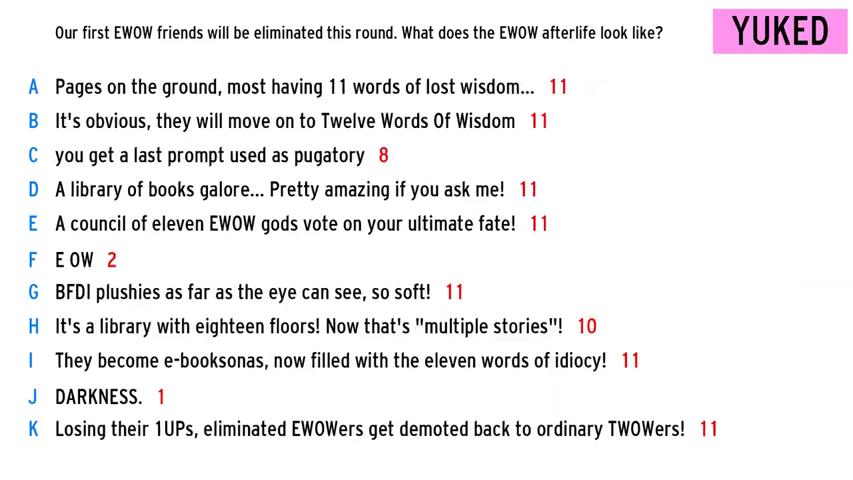 Our first EWOW friends will be eliminated this round. What does the EWOW afterlife look like?
YUKED
A Pages on the ground, most having 11 words of lost wisdom... 11
B It's obvious, they will move on to Twelve Words Of Wisdom 11
C you get a last prompt used as pugatory 8
D A library of books galore... Pretty amazing if you ask me! 11
E A council of eleven EWOW gods vote on your ultimate fate! 11
F E OW 2
G BFDI plushies as far as the eye can see, so soft! 11
H It's a library with eighteen floors! Now that's "multiple stories"! 10
I They become e-booksonas, now filled with the eleven words of idiocy! 11
J DARKNESS. 1
K Losing their 1UPs, eliminated EWOWers get demoted back to ordinary TWOWers! 11